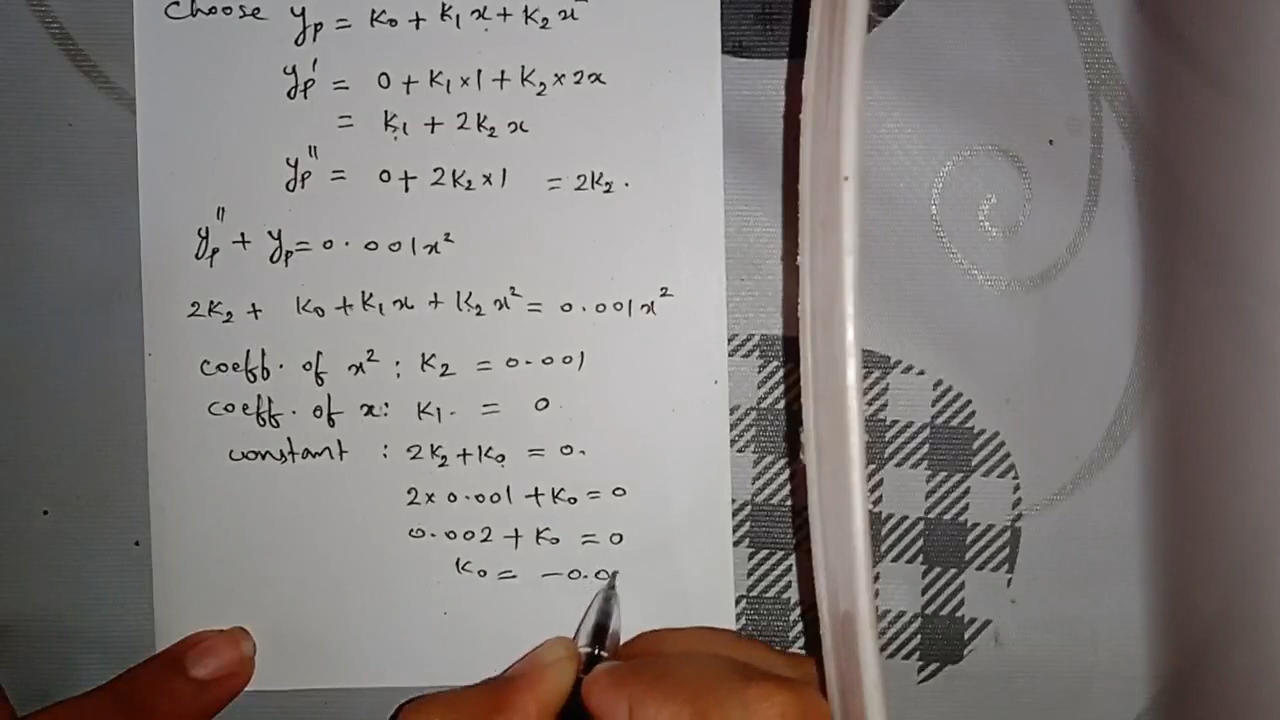 Choose yp = K0 + K1 x + K2 x²
yp' = 0 + K1 × 1 + K2 × 2x
= K1 + 2K2 x
yp'' = 0 + 2K2 × 1 = 2K2.
yp'' + yp = 0.001x²
2K2 + K0 + K1 x + K2 x² = 0.001x²
coeff. of x² : K2 = 0.001
coeff. of x : K1. = 0.
constant : 2K2 + K0 = 0.
2 × 0.001 + K0 = 0
0.002 + K0 = 0
K0 = -0.0